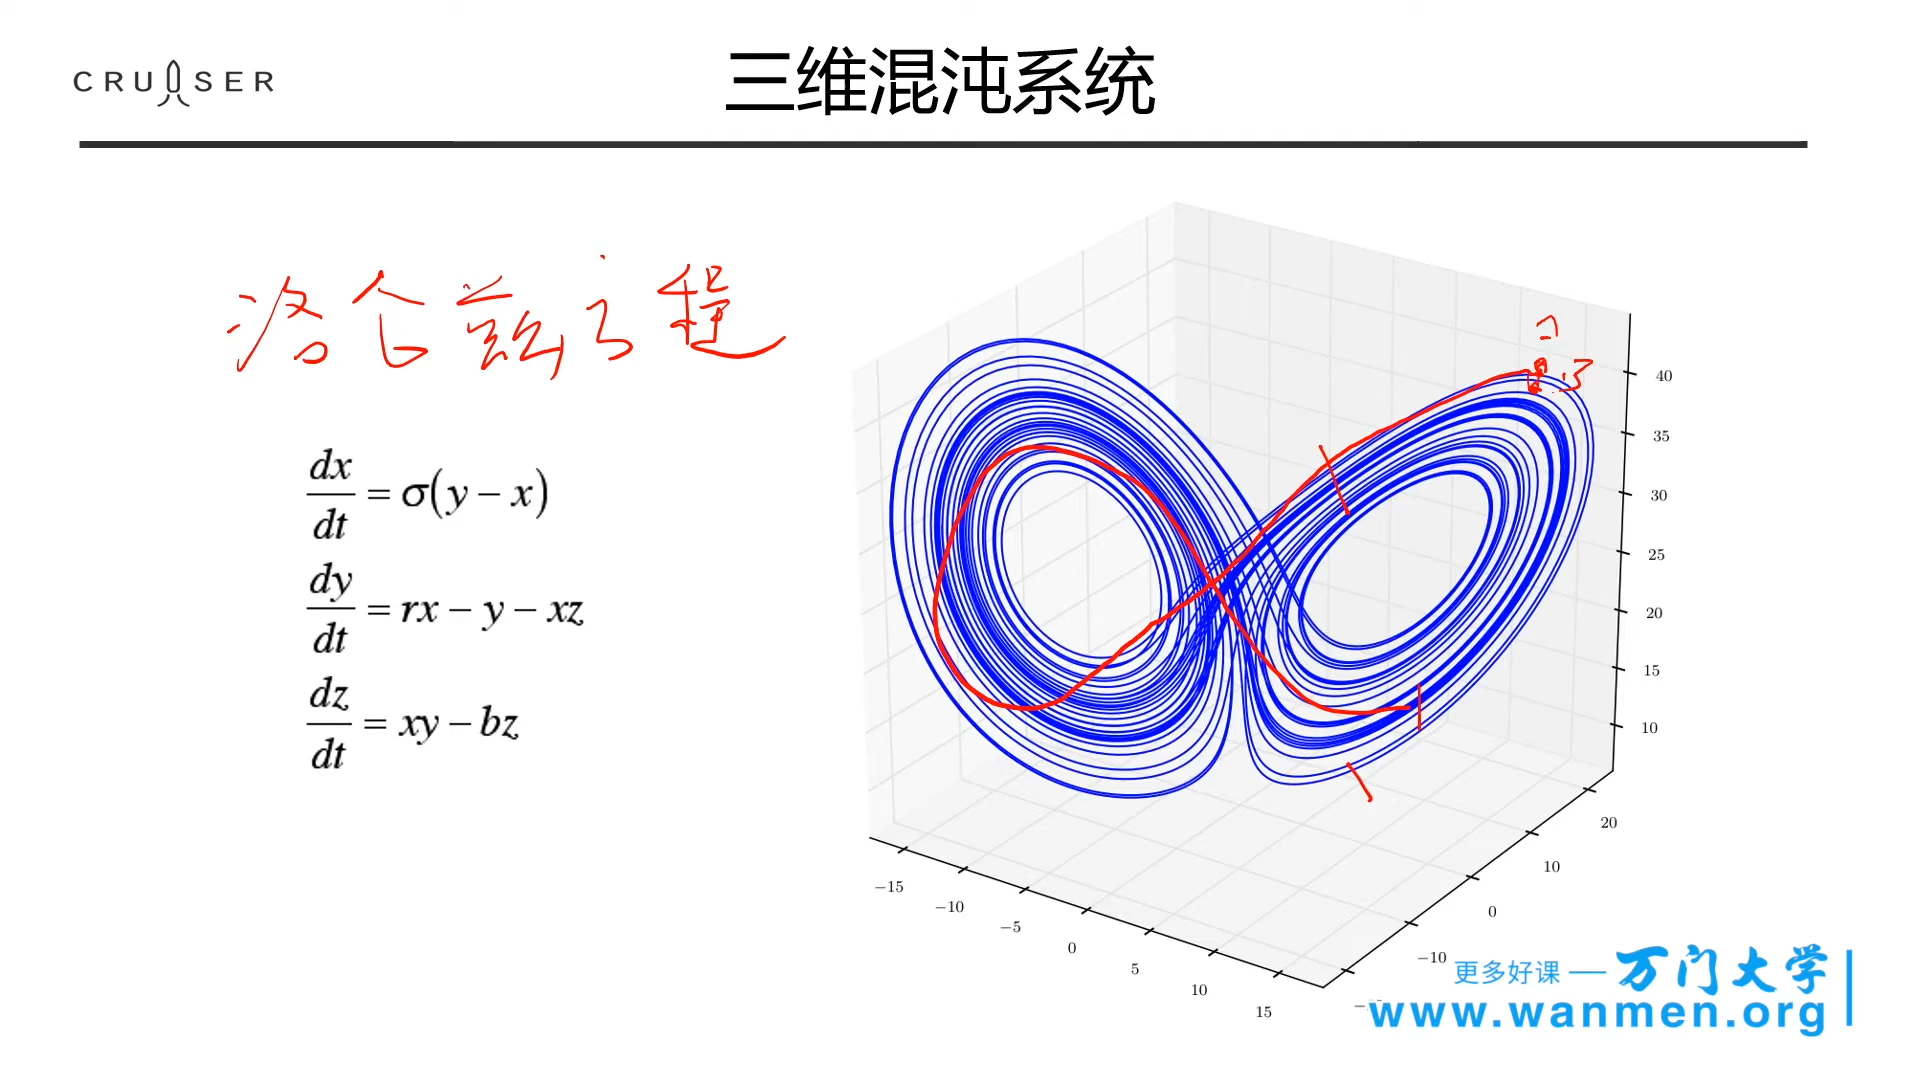 CRUISER
三维混沌系统
洛仑兹方程
dx/dt = σ(y − x)
dy/dt = rx − y − xz
dz/dt = xy − bz
40
35
30
25
20
15
10
20
10
0
−10
−15
−10
−5
0
5
10
15
更多好课 — 万门大学
www.wanmen.org